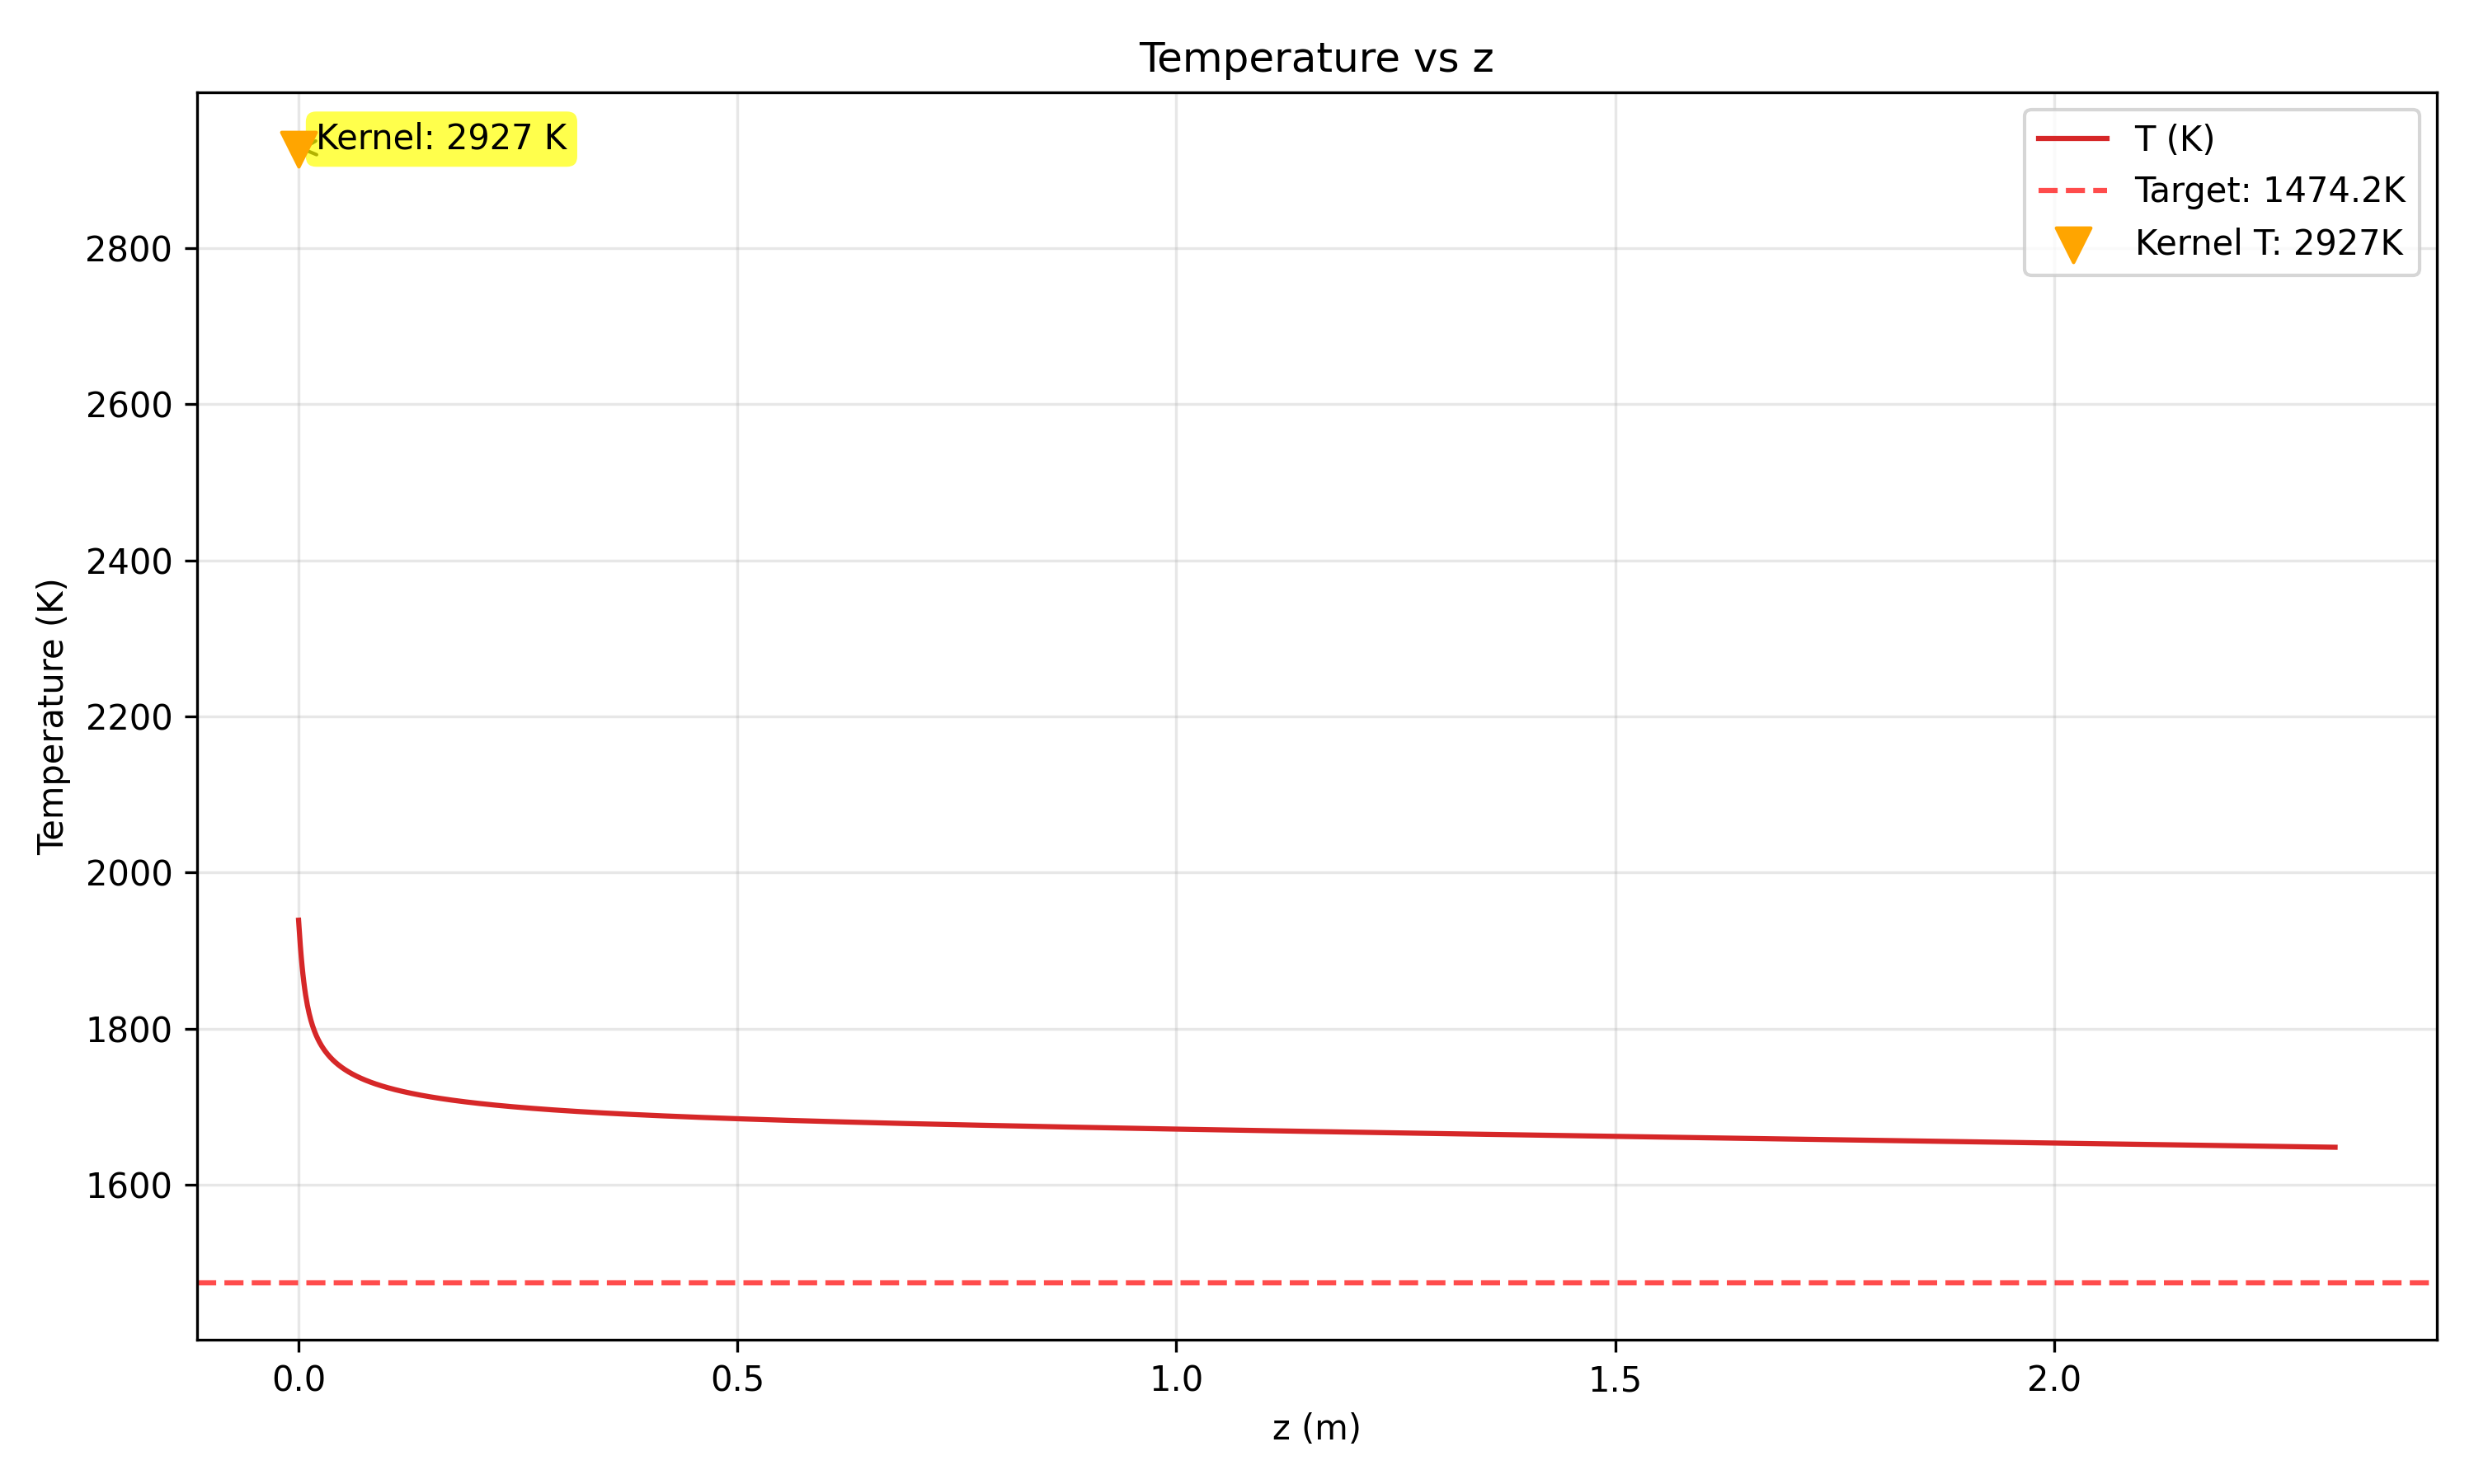 Temperature vs z
Kernel: 2927 K
T (K)
Target: 1474.2K
Kernel T: 2927K
Temperature (K)
2800
2600
2400
2200
2000
1800
1600
0.0 0.5 1.0 1.5 2.0
z (m)